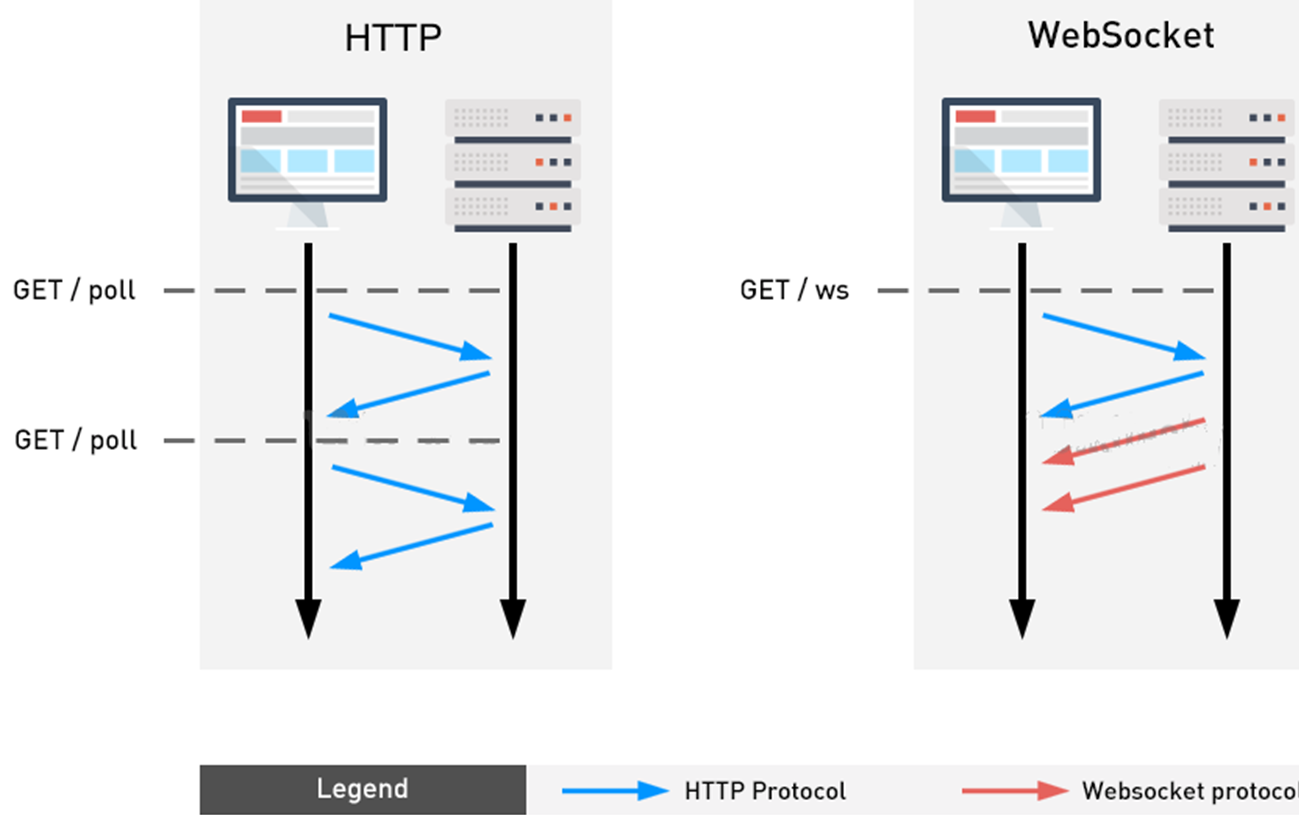 HTTP
WebSocket
GET / poll
GET / ws
GET / poll
Legend
HTTP Protocol
Websocket protocol